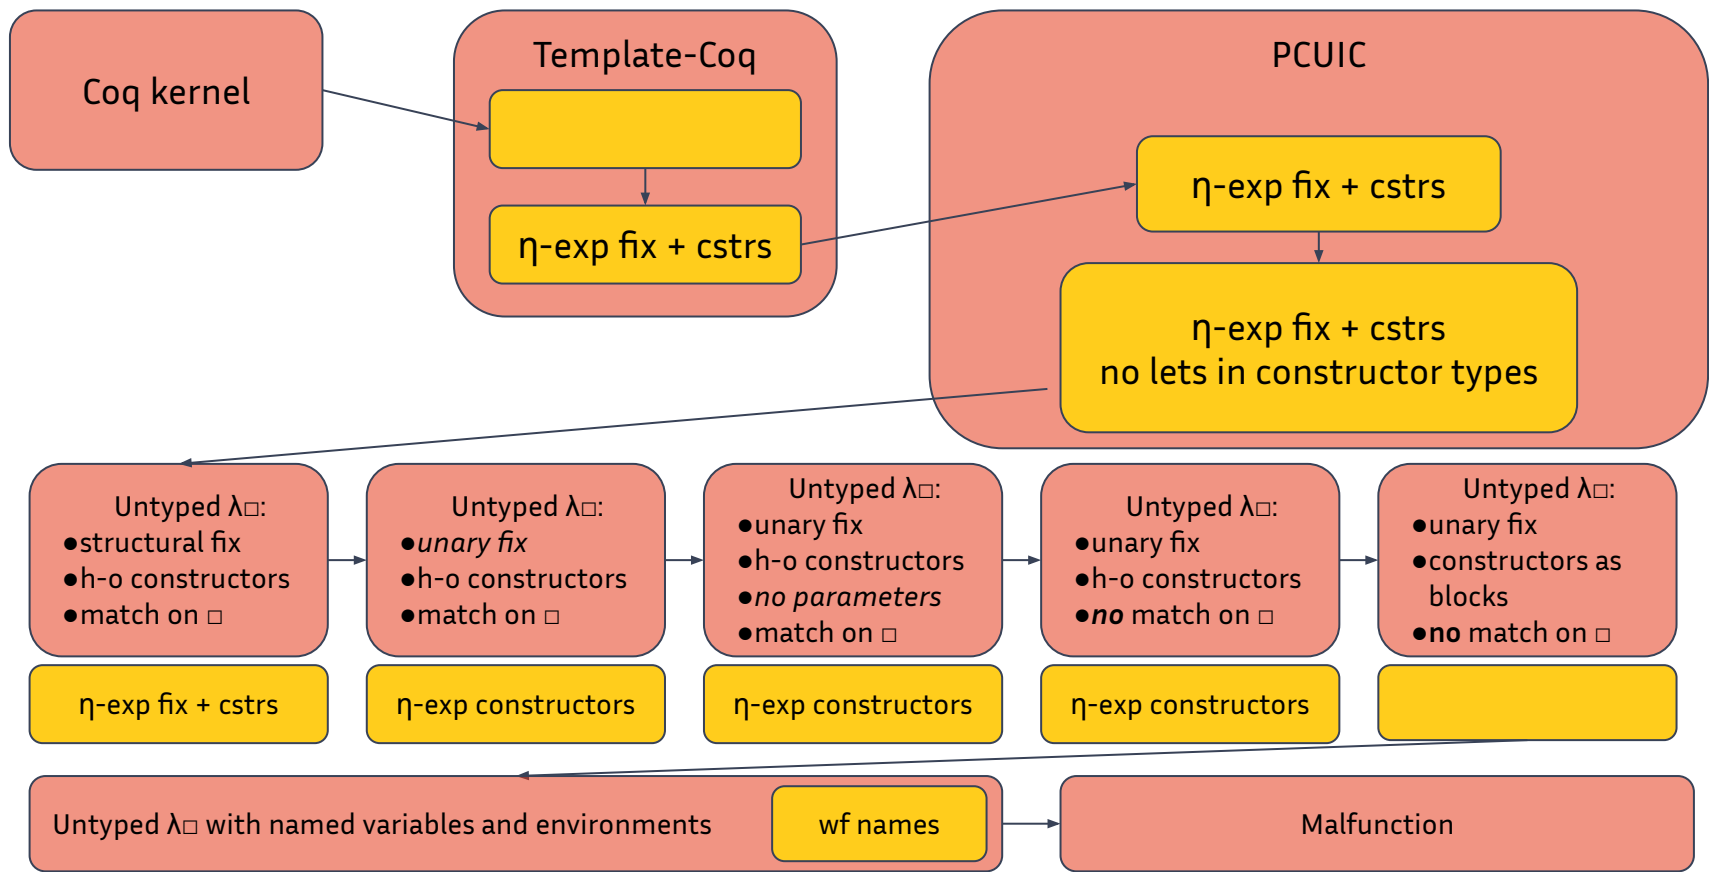 Coq kernel
Template-Coq
η-exp fix + cstrs
PCUIC
η-exp fix + cstrs
η-exp fix + cstrs
no lets in constructor types
Untyped λ□:
●structural fix
●h-o constructors
●match on □
η-exp fix + cstrs
Untyped λ□:
●unary fix
●h-o constructors
●match on □
η-exp constructors
Untyped λ□:
●unary fix
●h-o constructors
●no parameters
●match on □
η-exp constructors
Untyped λ□:
●unary fix
●h-o constructors
●no match on □
η-exp constructors
Untyped λ□:
●unary fix
●constructors as
blocks
●no match on □
Untyped λ□ with named variables and environments
wf names
Malfunction